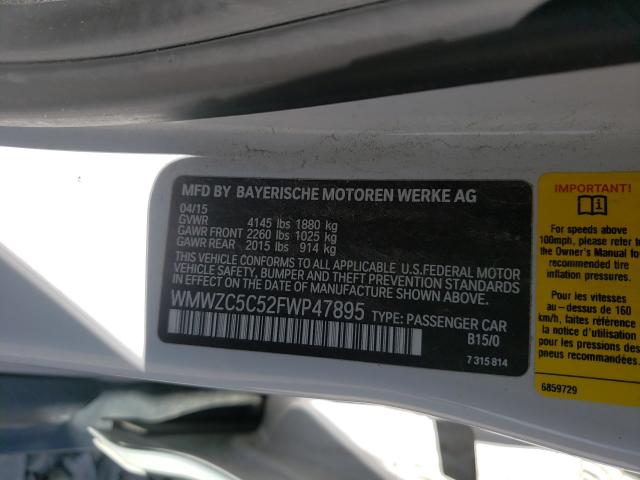 MFD BY BAYERISCHE MOTOREN WERKE AG
04/15
GVWR 4145 lbs 1880 kg
GAWR FRONT 2260 lbs 1025 kg
GAWR REAR 2015 lbs 914 kg
THIS VEHICLE CONFORMS TO ALL APPLICABLE U.S.FEDERAL MOTOR
VEHICLE SAFETY, BUMPER AND THEFT PREVENTION STANDARDS
IN EFFECT ON THE DATE OF MANUFACTURE SHOWN ABOVE.
WMWZC5C52FWP47895 TYPE: PASSENGER CAR
B15/0
7 315 814
IMPORTANT!
For speeds above
100mph, please refer to
the Owner's Manual for
recommended tire
inflation pressures.
Pour les vitesses
au-dessus de 160
km/h, faites référence
la notice d'utilisation
pour les pressions des
pneus recommandées.
6859729